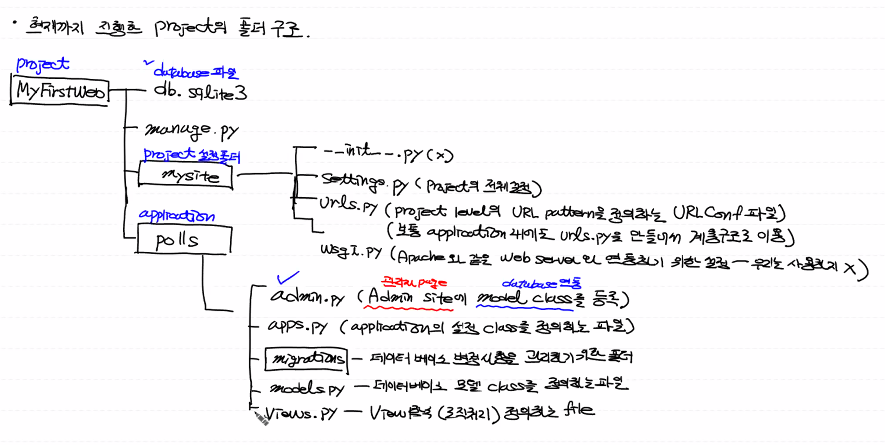 • 현재까지 진행한 project의 폴더 구조.
project
MyFirstWeb
✓database 파일
db.sqlite3
manage.py
project 설정폴더
mysite
__init__.py (x)
settings.py (project의 전체설정)
urls.py (project level의 URL pattern을 정의하는 URLConf 파일)
(보통 application 내에도 urls.py을 만들어서 계층구조로 이용)
wsgi.py (Apache와 같은 web server와 연동하기 위한 설정 - 우리는 사용하지 x)
application
polls
관리자 page
database 연동
✓
admin.py (Admin site에 model class를 등록)
apps.py (application의 설정 class를 정의하는 파일)
migrations - 데이터베이스 변경사항을 관리하기 위한 폴더
models.py - 데이터베이스 모델 class를 정의하는 파일
views.py - View함수 (로직처리) 정의하는 file